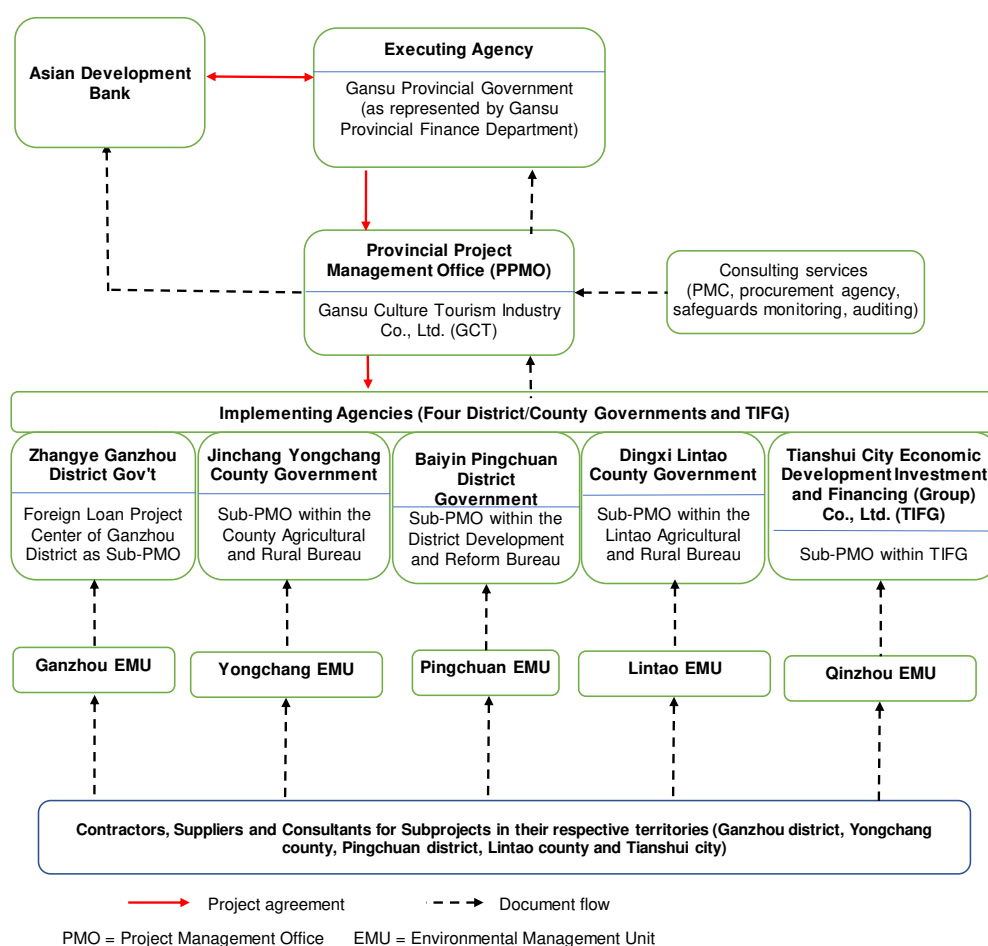 Asian Development
Bank
Executing Agency
Gansu Provincial Government
(as represented by Gansu
Provincial Finance Department)
Provincial Project
Management Office (PPMO)
Gansu Culture Tourism Industry
Co., Ltd. (GCT)
Consulting services
(PMC, procurement agency,
safeguards monitoring, auditing)
Implementing Agencies (Four District/County Governments and TIFG)
Zhangye Ganzhou
District Gov't
Foreign Loan Project
Center of Ganzhou
District as Sub-PMO
Jinchang Yongchang
County Government
Sub-PMO within the
County Agricultural
and Rural Bureau
Baiyin Pingchuan
District
Government
Sub-PMO within the
District Development
and Reform Bureau
Dingxi Lintao
County Government
Sub-PMO within the
Lintao Agricultural
and Rural Bureau
Tianshui City Economic
Development Investment
and Financing (Group)
Co., Ltd. (TIFG)
Sub-PMO within TIFG
Ganzhou EMU
Yongchang EMU
Pingchuan EMU
Lintao EMU
Qinzhou EMU
Contractors, Suppliers and Consultants for Subprojects in their respective territories (Ganzhou district, Yongchang
county, Pingchuan district, Lintao county and Tianshui city)
Project agreement
Document flow
PMO = Project Management Office EMU = Environmental Management Unit